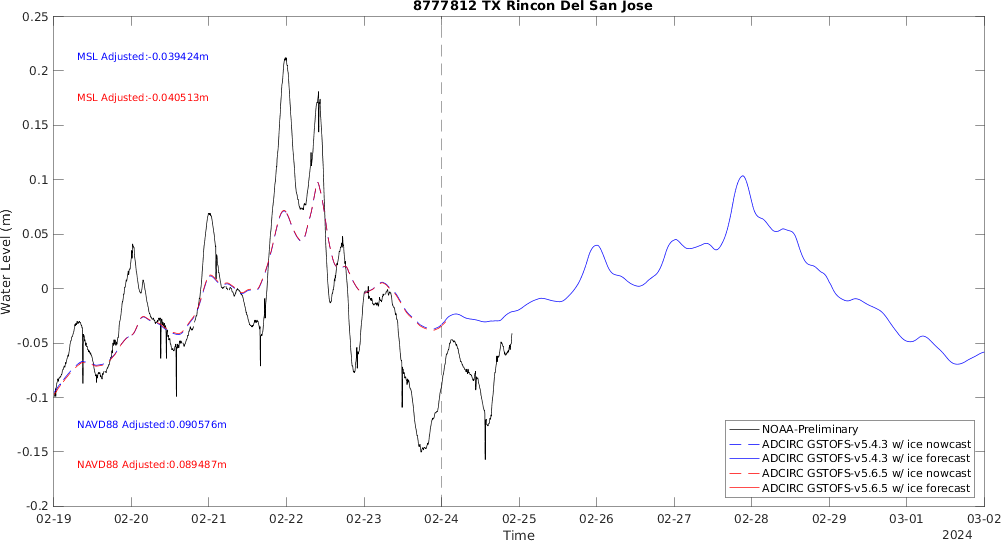 8777812 TX Rincon Del San Jose
0.25
0.2
0.15
0.1
0.05
0
-0.05
-0.1
-0.15
-0.2
Water Level (m)
MSL Adjusted:-0.039424m
MSL Adjusted:-0.040513m
NAVD88 Adjusted:0.090576m
NAVD88 Adjusted:0.089487m
NOAA-Preliminary
ADCIRC GSTOFS-v5.4.3 w/ ice nowcast
ADCIRC GSTOFS-v5.4.3 w/ ice forecast
ADCIRC GSTOFS-v5.6.5 w/ ice nowcast
ADCIRC GSTOFS-v5.6.5 w/ ice forecast
02-19 02-20 02-21 02-22 02-23 02-24 02-25 02-26 02-27 02-28 02-29 03-01 03-02
Time
2024